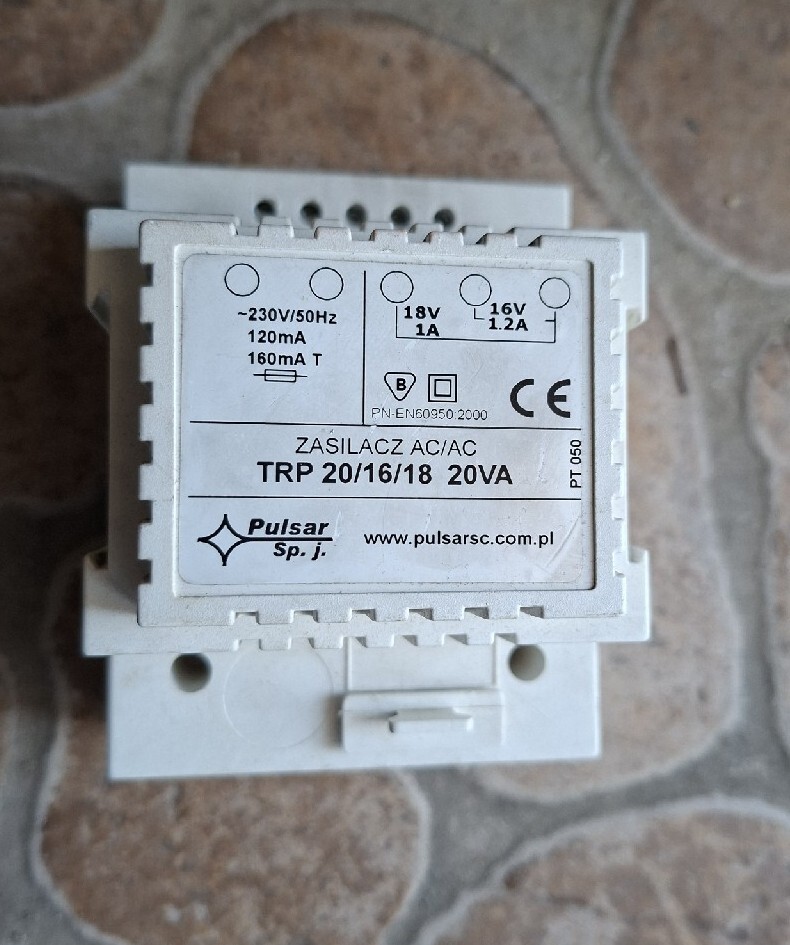 ~230V/50Hz
120mA
160mA T
18V
1A
16V
1.2A
B
PN-EN60950:2000
CE
ZASILACZ AC/AC
TRP 20/16/18 20VA
PT 050
Pulsar
Sp. j.
www.pulsarsc.com.pl